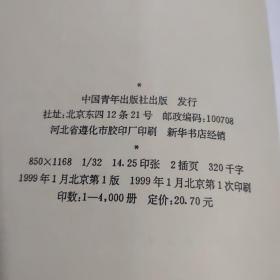 *
中国青年出版社出版 发行
社址:北京东四12条21号 邮政编码:100708
河北省遵化市胶印厂印刷 新华书店经销
*
850×1168 1/32 14.25印张 2插页 320千字
1999年1月北京第1版 1999年1月北京第1次印刷
印数:1—4,000册 定价:20.70元